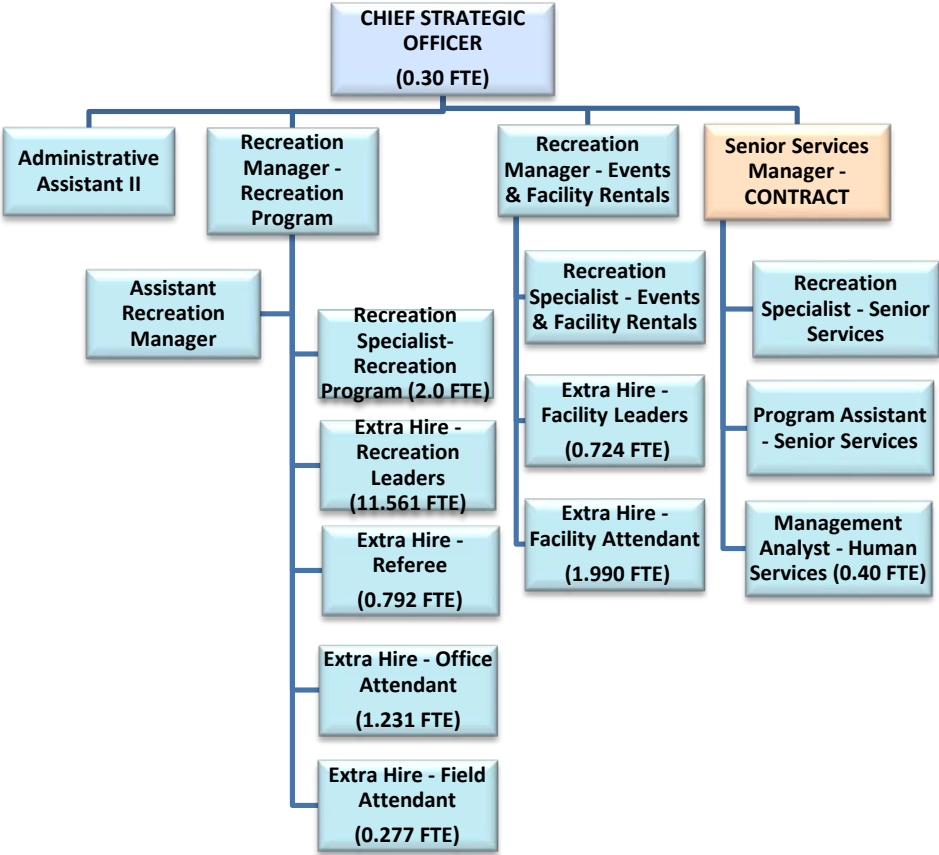 CHIEF STRATEGIC
OFFICER
(0.30 FTE)
Administrative
Assistant II
Recreation
Manager -
Recreation
Program
Recreation
Manager - Events
& Facility Rentals
Senior Services
Manager -
CONTRACT
Assistant
Recreation
Manager
Recreation
Specialist-
Recreation
Program (2.0 FTE)
Extra Hire -
Recreation
Leaders
(11.561 FTE)
Extra Hire -
Referee
(0.792 FTE)
Extra Hire - Office
Attendant
(1.231 FTE)
Extra Hire - Field
Attendant
(0.277 FTE)
Recreation
Specialist - Events
& Facility Rentals
Extra Hire -
Facility Leaders
(0.724 FTE)
Extra Hire -
Facility Attendant
(1.990 FTE)
Recreation
Specialist - Senior
Services
Program Assistant
- Senior Services
Management
Analyst - Human
Services (0.40 FTE)